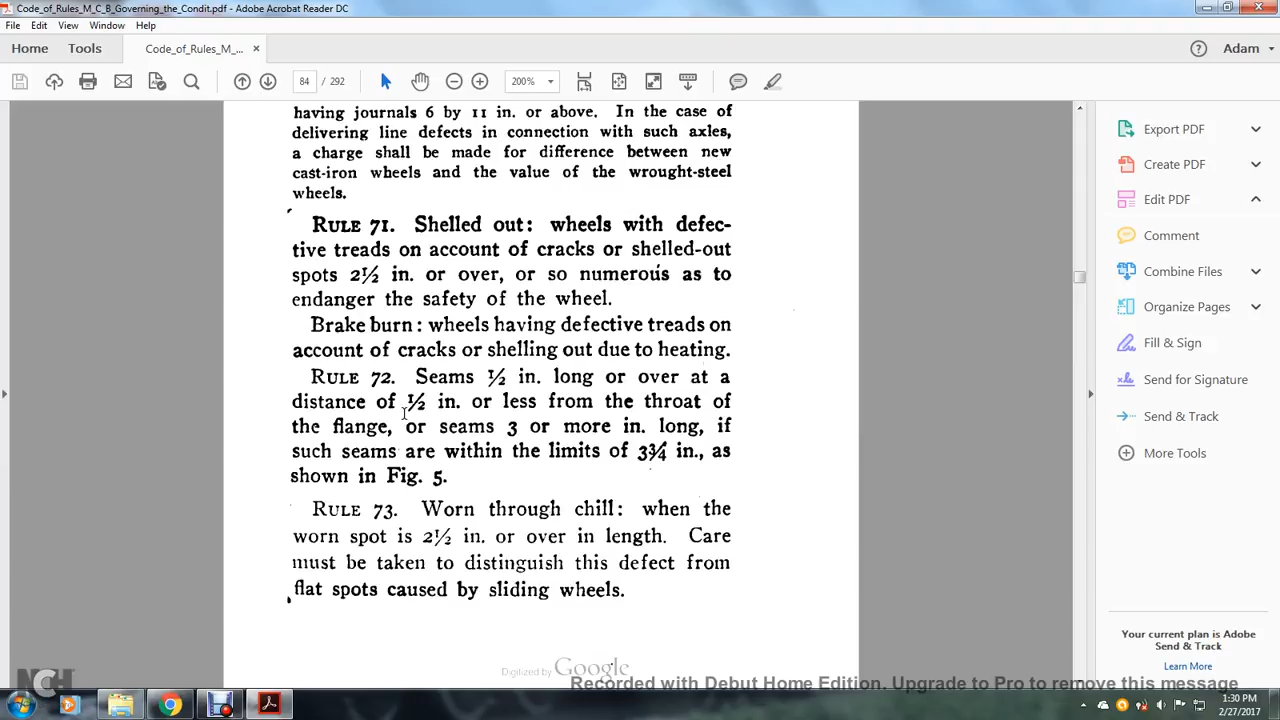 Code_of_Rules_M_C_B_Governing_the_Condit.pdf - Adobe Acrobat Reader DC
File Edit View Window Help
Home Tools Code_of_Rules_M_... × Adam
84 / 292 200%
having journals 6 by 11 in. or above. In the case of
delivering line defects in connection with such axles,
a charge shall be made for difference between new
cast-iron wheels and the value of the wrought-steel
wheels.
RULE 71. Shelled out: wheels with defec-
tive treads on account of cracks or shelled-out
spots 2½ in. or over, or so numerous as to
endanger the safety of the wheel.
Brake burn: wheels having defective treads on
account of cracks or shelling out due to heating.
RULE 72. Seams ½ in. long or over at a
distance of ½ in. or less from the throat of
the flange, or seams 3 or more in. long, if
such seams are within the limits of 3¾ in., as
shown in Fig. 5.
RULE 73. Worn through chill: when the
worn spot is 2½ in. or over in length. Care
must be taken to distinguish this defect from
flat spots caused by sliding wheels.
Digitized by Google
Export PDF
Create PDF
Edit PDF
Comment
Combine Files
Organize Pages
Fill & Sign
Send for Signature
Send & Track
More Tools
Your current plan is Adobe
Send & Track
Learn More
NCH
Recorded with Debut Home Edition. Upgrade to Pro to remove this message
1:30 PM
2/27/2017